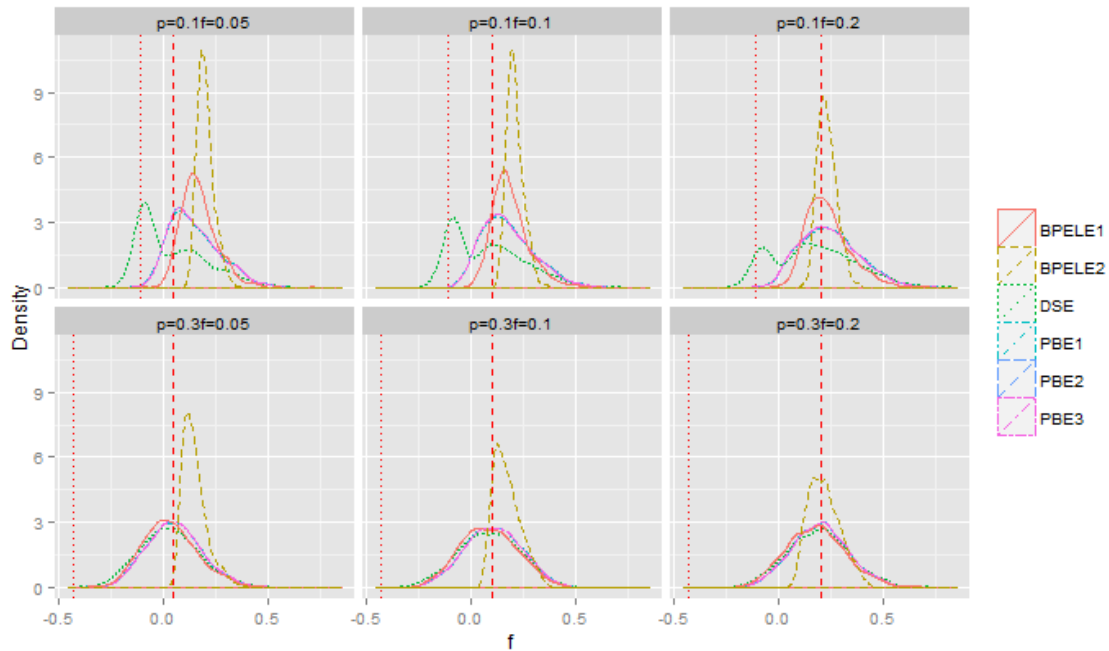 p=0.1f=0.05
p=0.1f=0.1
p=0.1f=0.2
9
6
3
0
p=0.3f=0.05
p=0.3f=0.1
p=0.3f=0.2
9
6
3
0
Density
-0.5 0.0 0.5
-0.5 0.0 0.5
-0.5 0.0 0.5
f
BPELE1
BPELE2
DSE
PBE1
PBE2
PBE3